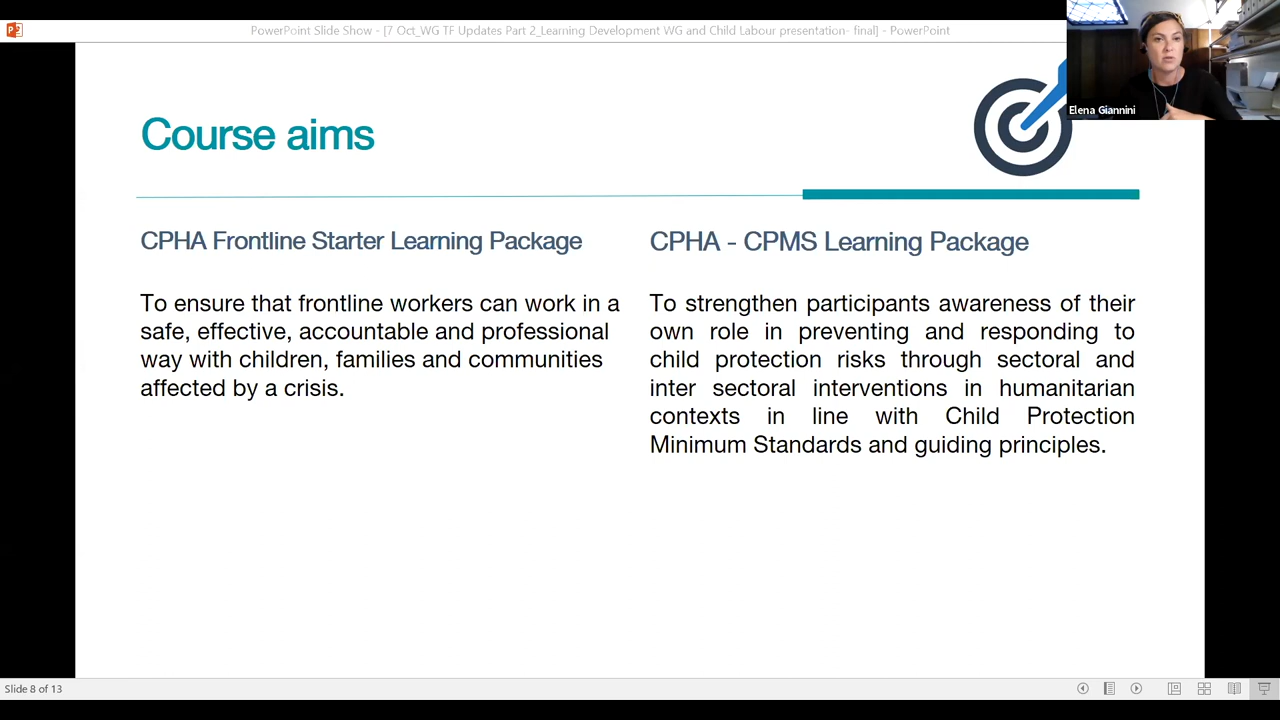 PowerPoint Slide Show - [7 Oct_WG TF Updates Part 2_Learning Development WG and Child Labour presentation- final] - PowerPoint
Elena Giannini
Course aims
CPHA Frontline Starter Learning Package
To ensure that frontline workers can work in a
safe, effective, accountable and professional
way with children, families and communities
affected by a crisis.
CPHA - CPMS Learning Package
To strengthen participants awareness of their
own role in preventing and responding to
child protection risks through sectoral and
inter sectoral interventions in humanitarian
contexts in line with Child Protection
Minimum Standards and guiding principles.
Slide 8 of 13